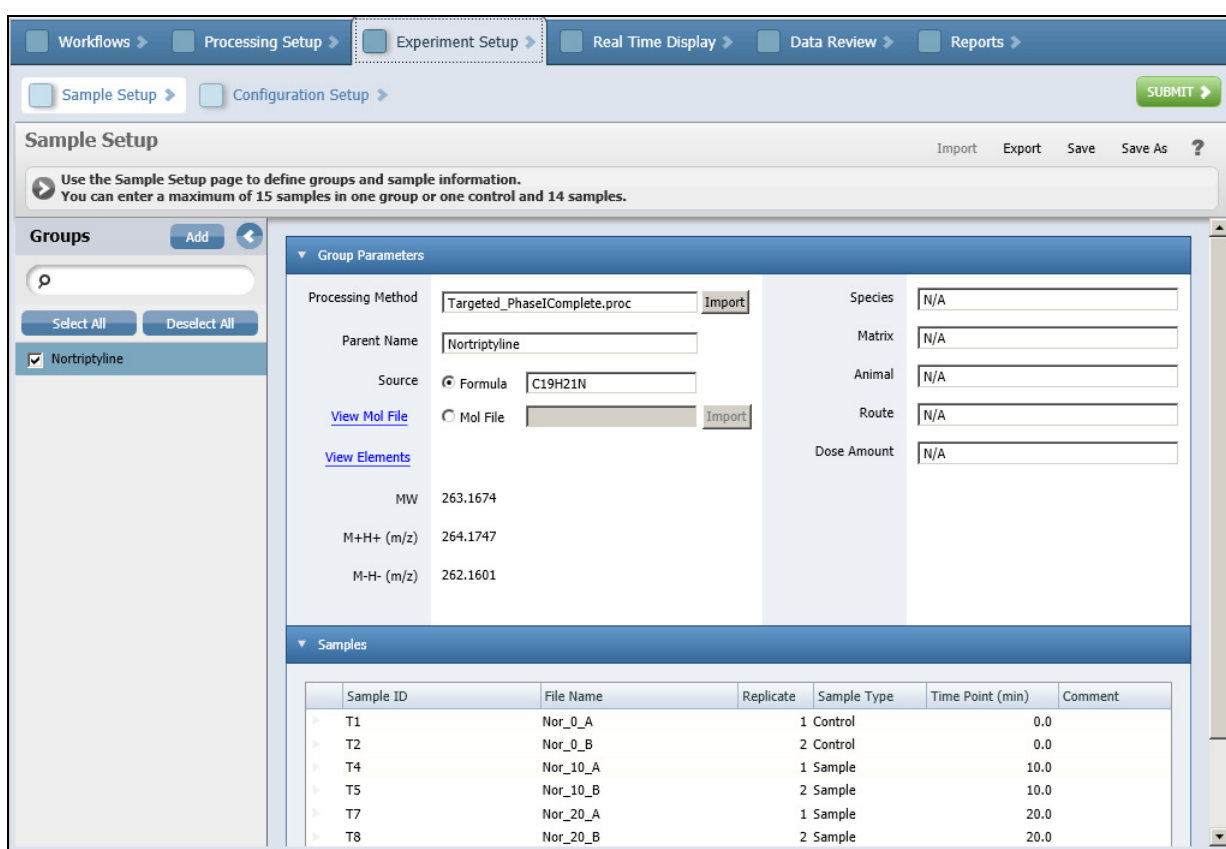 Workflows Processing Setup Experiment Setup Real Time Display Data Review Reports
Sample Setup Configuration Setup SUBMIT
Sample Setup Import Export Save Save As ?
Use the Sample Setup page to define groups and sample information.
You can enter a maximum of 15 samples in one group or one control and 14 samples.
Groups Add
Select All Deselect All
Nortriptyline
Group Parameters
Processing Method Targeted_PhaseIComplete.proc Import Species N/A
Parent Name Nortriptyline Matrix N/A
Source Formula C19H21N Animal N/A
View Mol File Mol File Import Route N/A
View Elements Dose Amount N/A
MW 263.1674
M+H+ (m/z) 264.1747
M-H- (m/z) 262.1601
Samples
Sample ID File Name Replicate Sample Type Time Point (min) Comment
T1 Nor_0_A 1 Control 0.0
T2 Nor_0_B 2 Control 0.0
T4 Nor_10_A 1 Sample 10.0
T5 Nor_10_B 2 Sample 10.0
T7 Nor_20_A 1 Sample 20.0
T8 Nor_20_B 2 Sample 20.0